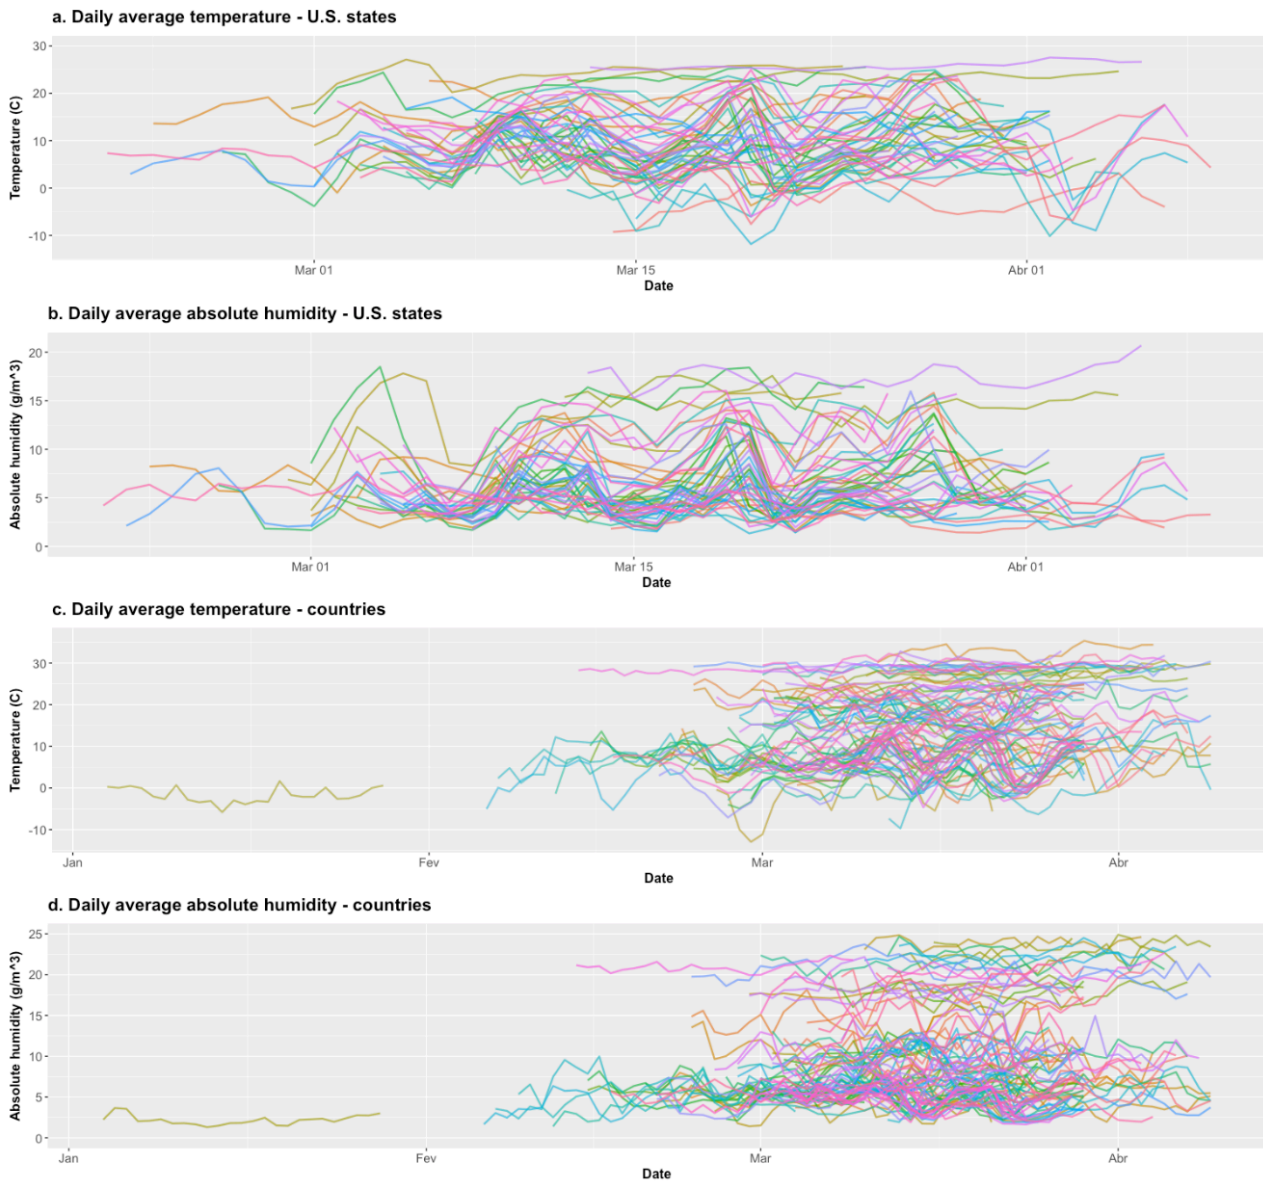 a. Daily average temperature - U.S. states
Temperature (C)
30
20
10
0
-10
Mar 01 Mar 15 Abr 01
Date
b. Daily average absolute humidity - U.S. states
Absolute humidity (g/m^3)
20
15
10
5
0
Mar 01 Mar 15 Abr 01
Date
c. Daily average temperature - countries
Temperature (C)
30
20
10
0
-10
Jan Fev Mar Abr
Date
d. Daily average absolute humidity - countries
Absolute humidity (g/m^3)
25
20
15
10
5
0
Jan Fev Mar Abr
Date